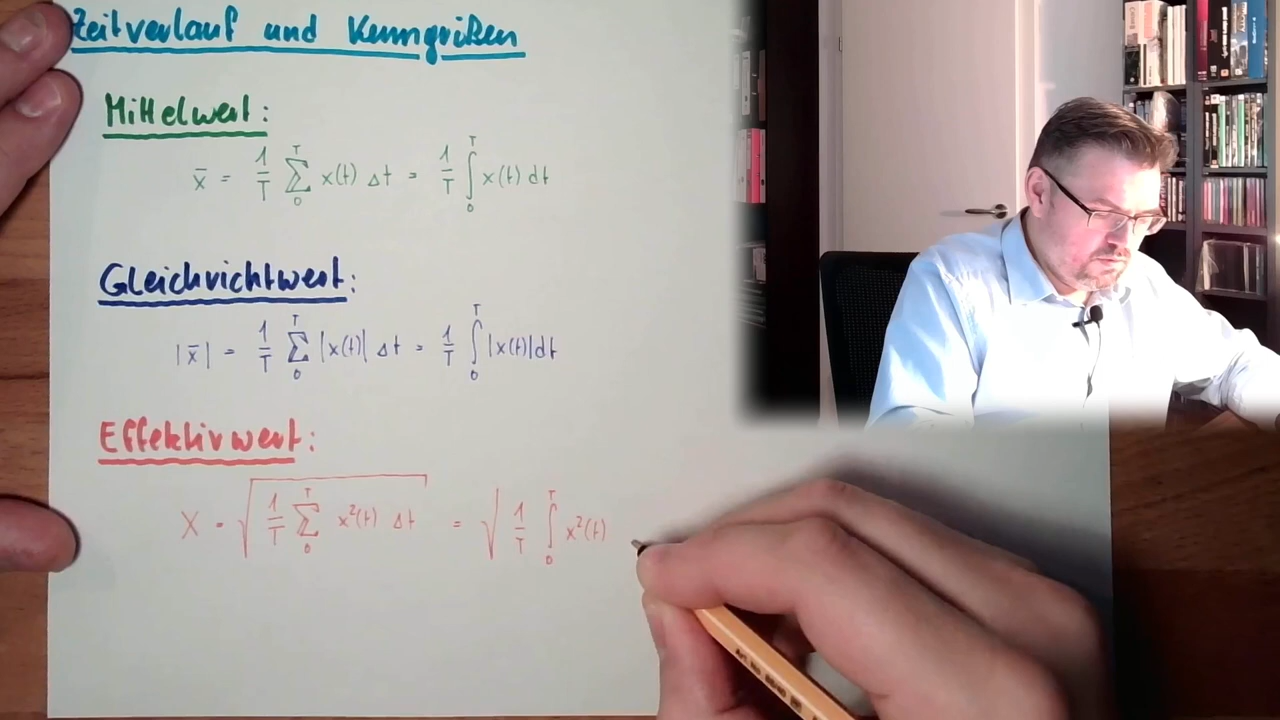 Zeitverlauf und Kenngrößen
Mittelwert:
x̄ = 1/T ∑₀ᵀ x(t) Δt = 1/T ∫₀ᵀ x(t) dt
Gleichrichtwert:
|x̄| = 1/T ∑₀ᵀ |x(t)| Δt = 1/T ∫₀ᵀ |x(t)| dt
Effektivwert:
X = √(1/T ∑₀ᵀ x²(t) Δt) = √(1/T ∫₀ᵀ x²(t)